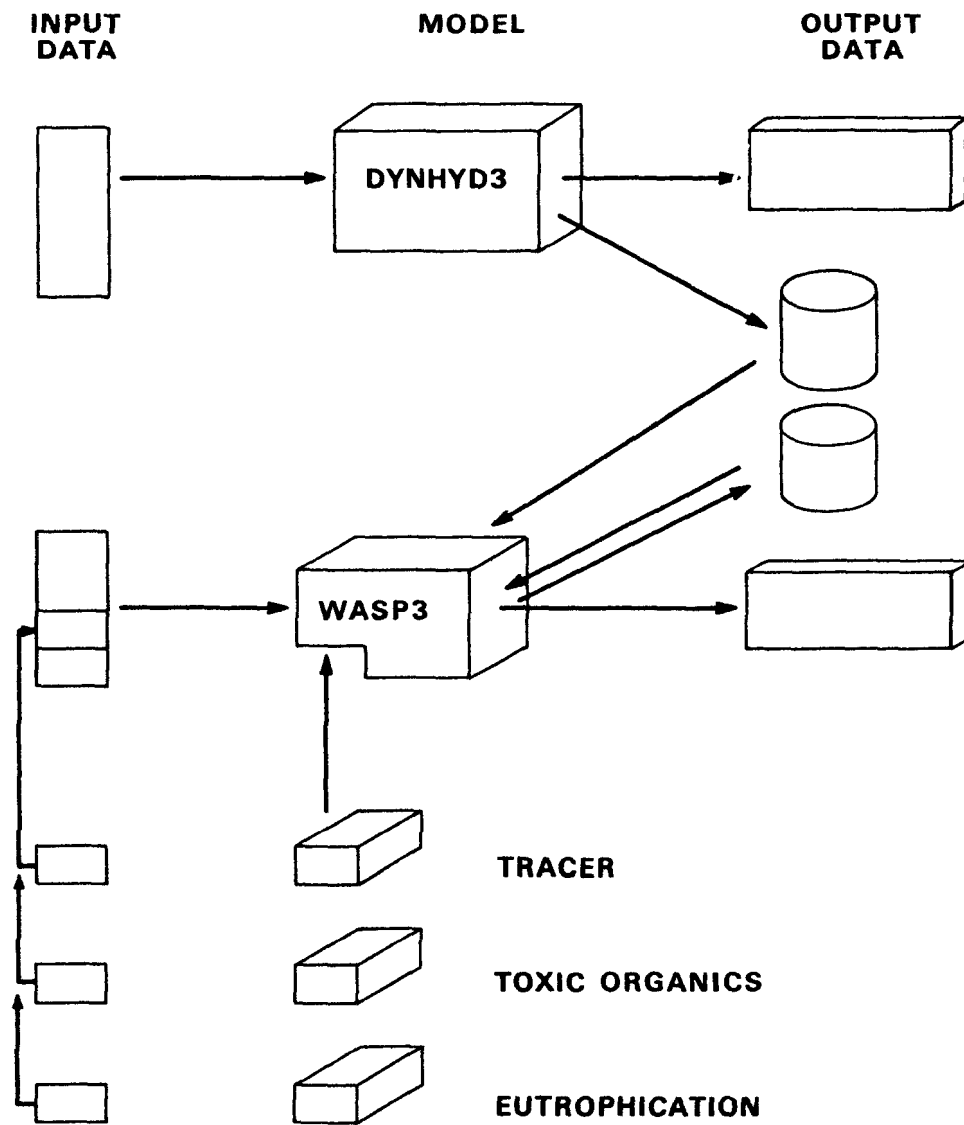 INPUT
DATA
MODEL
OUTPUT
DATA
DYNHYD3
WASP3
TRACER
TOXIC ORGANICS
EUTROPHICATION